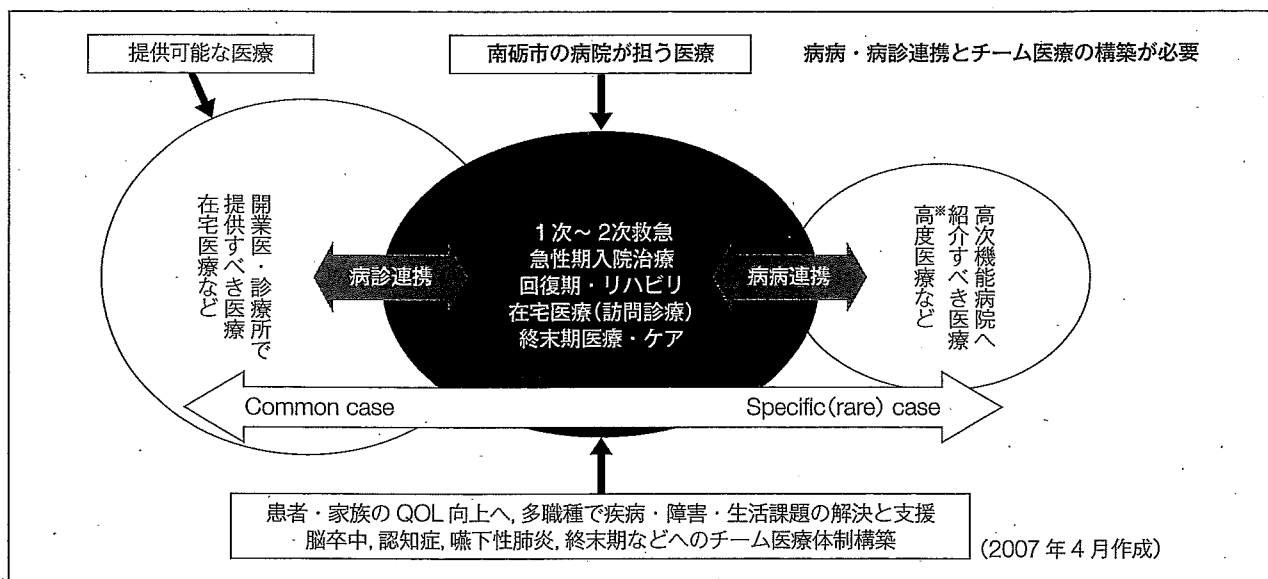 提供可能な医療
南砺市の病院が担う医療
病病・病診連携とチーム医療の構築が必要
開業医・診療所で
提供すべき医療
在宅医療など
病診連携
1次〜2次救急
急性期入院治療
回復期・リハビリ
在宅医療(訪問診療)
終末期医療・ケア
病病連携
高次機能病院へ
紹介すべき医療
高度※医療など
Common case
Specific(rare) case
患者・家族の QOL 向上へ, 多職種で疾病・障害・生活課題の解決と支援
脳卒中, 認知症, 嚥下性肺炎, 終末期などへのチーム医療体制構築
(2007 年 4 月作成)